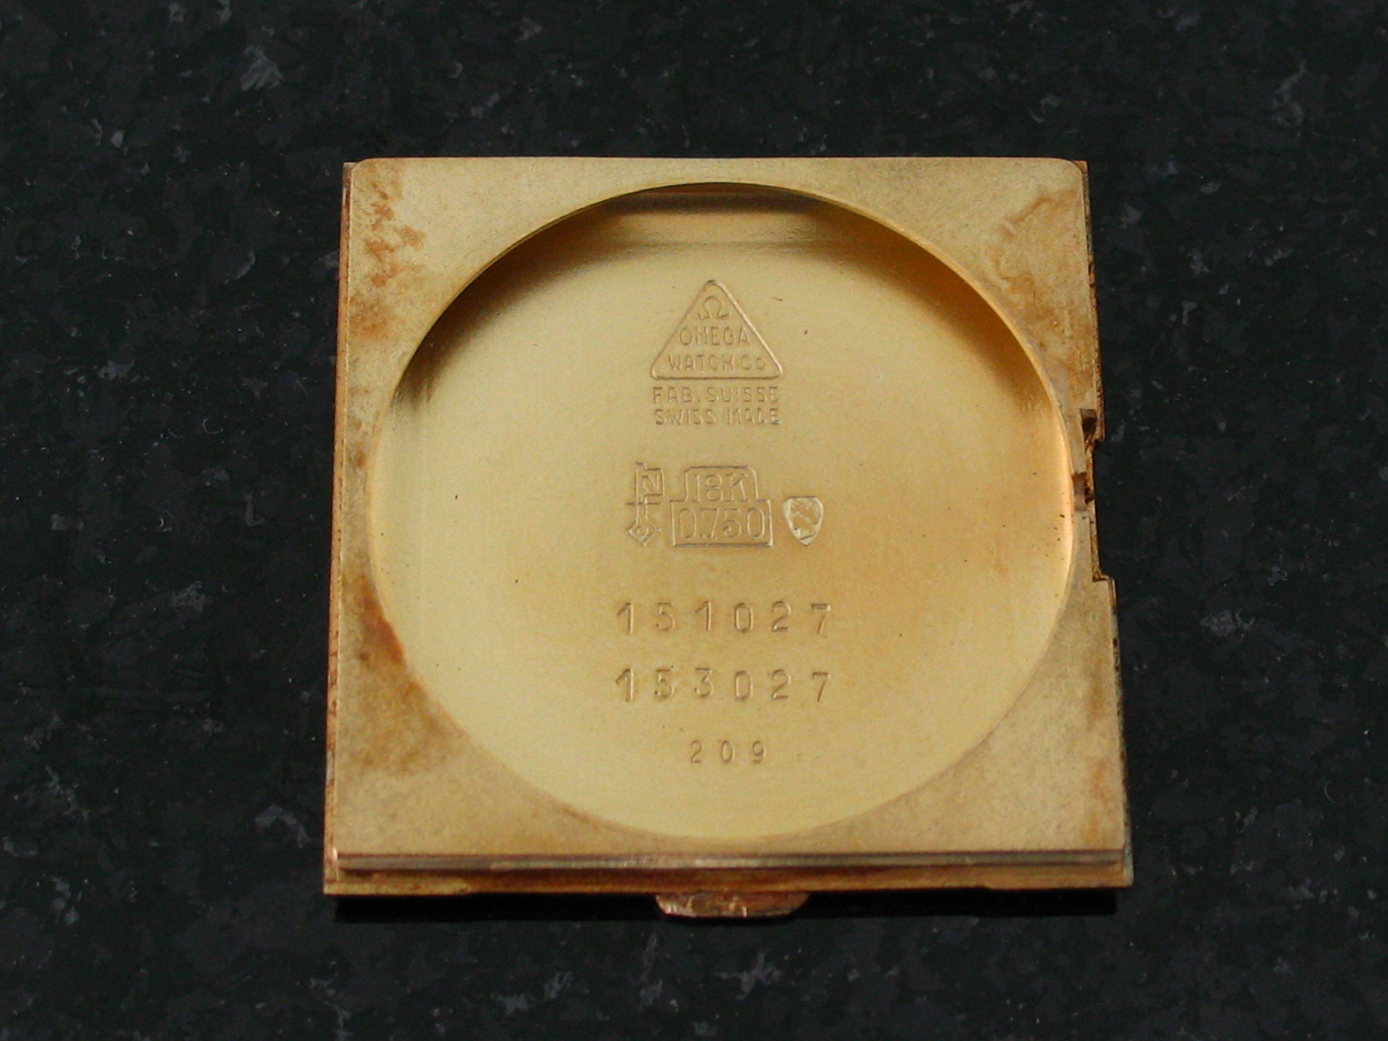 Ω
OMEGA
WATCH Co
FAB. SUISSE
SWISS MADE
18K
0.750
151027
153027
209